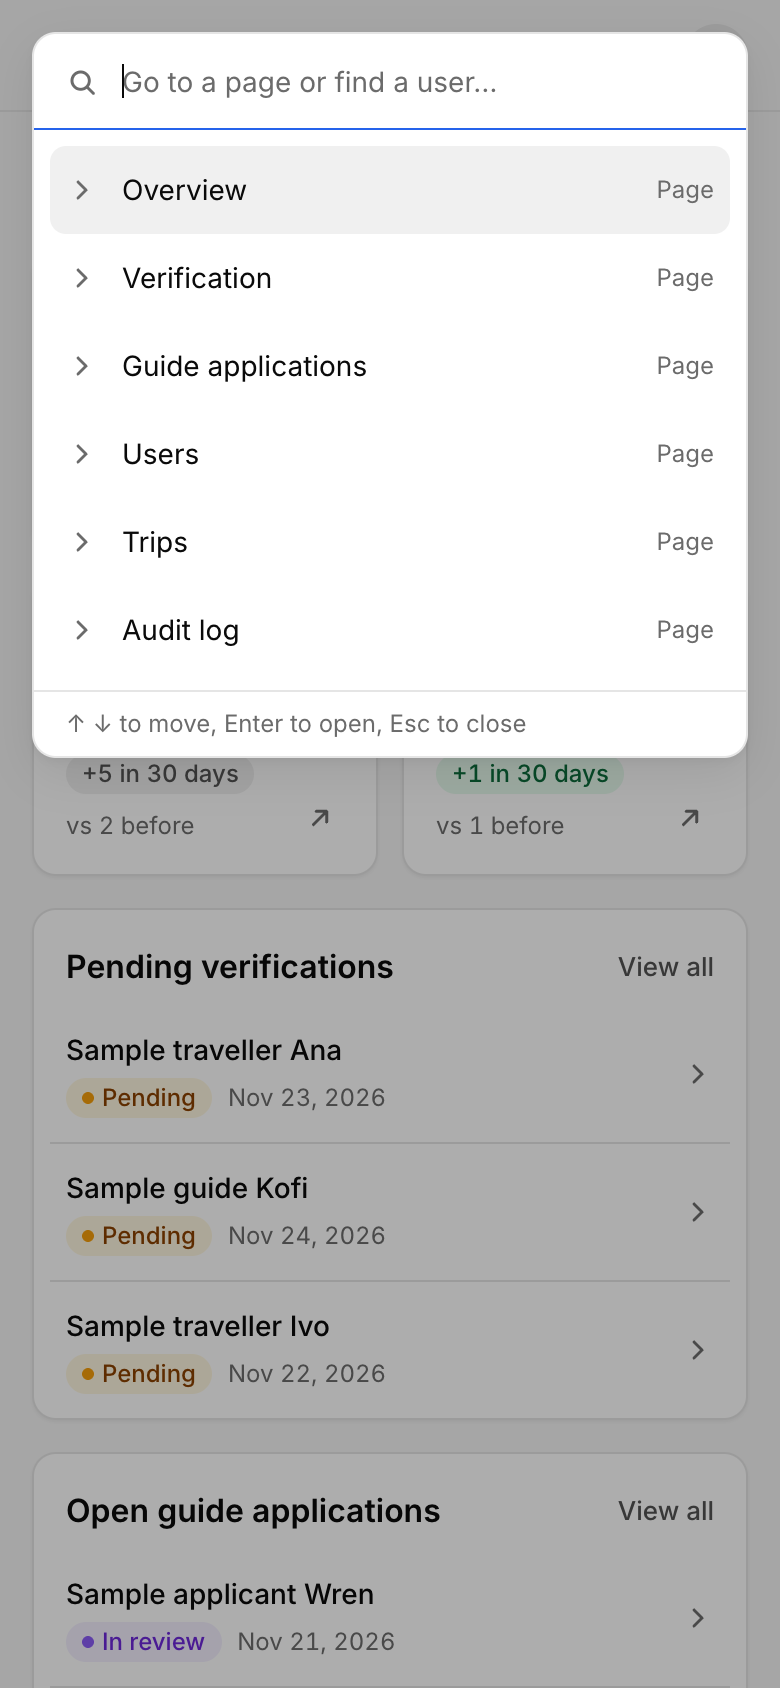 Go to a page or find a user...
Overview Page
Verification Page
Guide applications Page
Users Page
Trips Page
Audit log Page
↑ ↓ to move, Enter to open, Esc to close
+5 in 30 days +1 in 30 days
vs 2 before vs 1 before
Pending verifications View all
Sample traveller Ana
Pending Nov 23, 2026
Sample guide Kofi
Pending Nov 24, 2026
Sample traveller Ivo
Pending Nov 22, 2026
Open guide applications View all
Sample applicant Wren
In review Nov 21, 2026